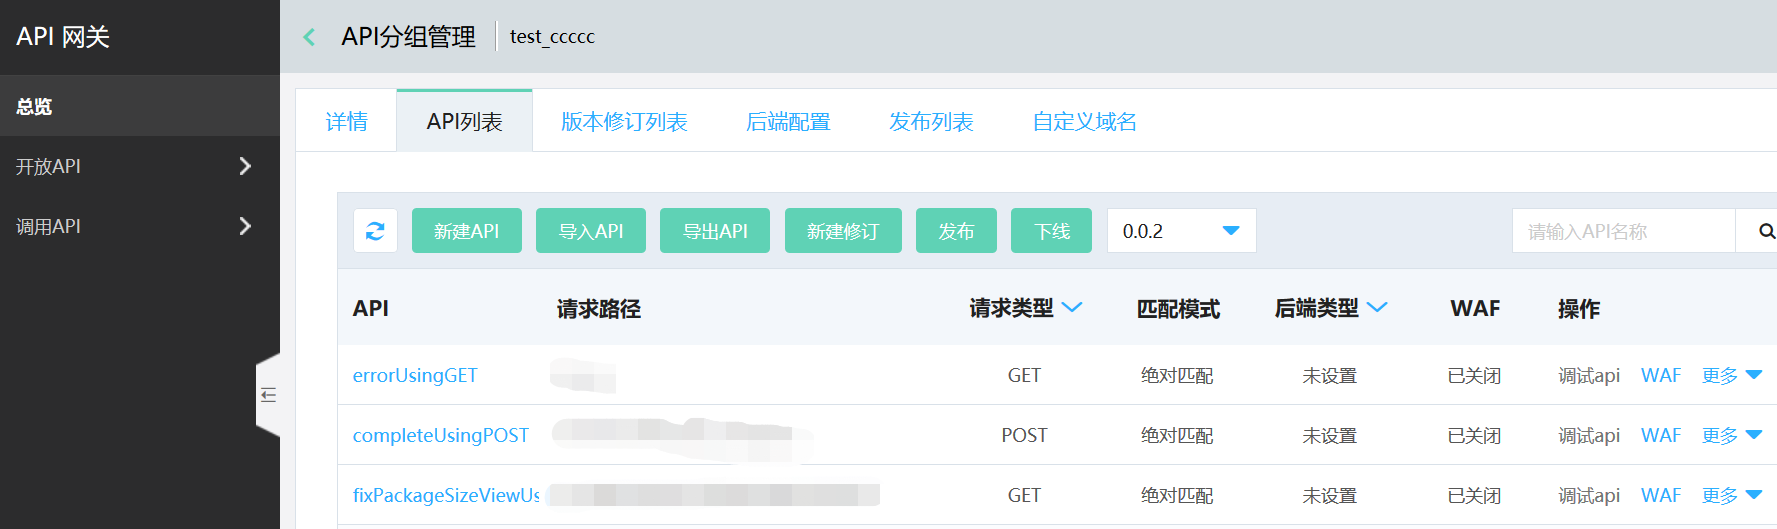 API 网关
总览
开放API
调用API
API分组管理 test_ccccc
详情 API列表 版本修订列表 后端配置 发布列表 自定义域名
新建API 导入API 导出API 新建修订 发布 下线 0.0.2 请输入API名称
API 请求路径 请求类型 匹配模式 后端类型 WAF 操作
errorUsingGET GET 绝对匹配 未设置 已关闭 调试api WAF 更多
completeUsingPOST POST 绝对匹配 未设置 已关闭 调试api WAF 更多
fixPackageSizeViewUs GET 绝对匹配 未设置 已关闭 调试api WAF 更多